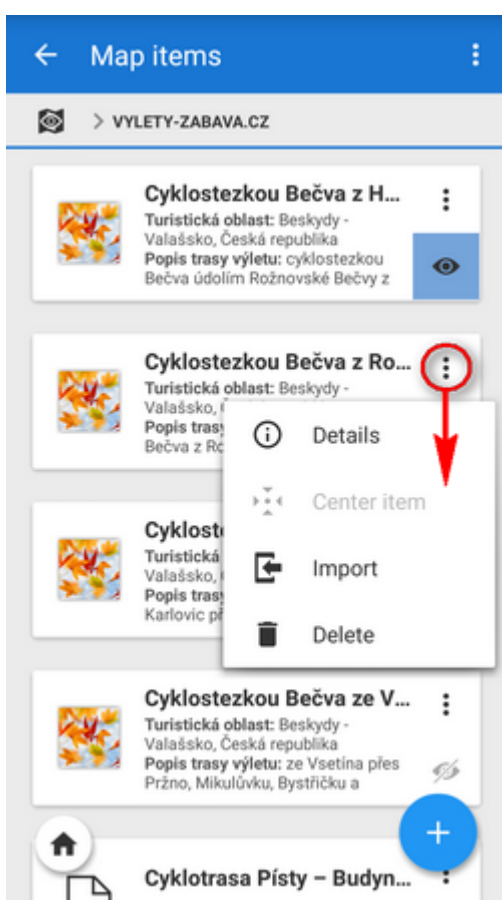 Map items
VYLETY-ZABAVA.CZ
Cyklostezkou Bečva z H...
Turistická oblast: Beskydy -
Valašsko, Česká republika
Popis trasy výletu: cyklostezkou
Bečva údolím Rožnovské Bečvy z
Cyklostezkou Bečva z Ro...
Turistická oblast: Beskydy -
Valašsko,
Popis
Bečva z
Details
Center item
Import
Delete
Turistická
Valašsko,
Popis
Karlovic
Cyklostezkou Bečva ze V...
Turistická oblast: Beskydy -
Valašsko, Česká republika
Popis trasy výletu: ze Vsetína přes
Pržno, Mikulůvku, Bystřičku a
Cyklotrasa Písty – Budyn...